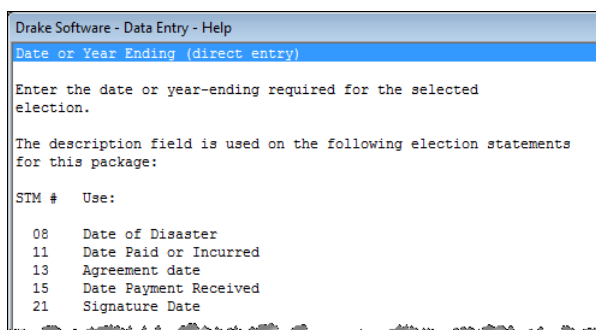 Drake Software - Data Entry - Help
Date or Year Ending (direct entry)
Enter the date or year-ending required for the selected
election.
The description field is used on the following election statements
for this package:
STM # Use:
08 Date of Disaster
11 Date Paid or Incurred
13 Agreement date
15 Date Payment Received
21 Signature Date